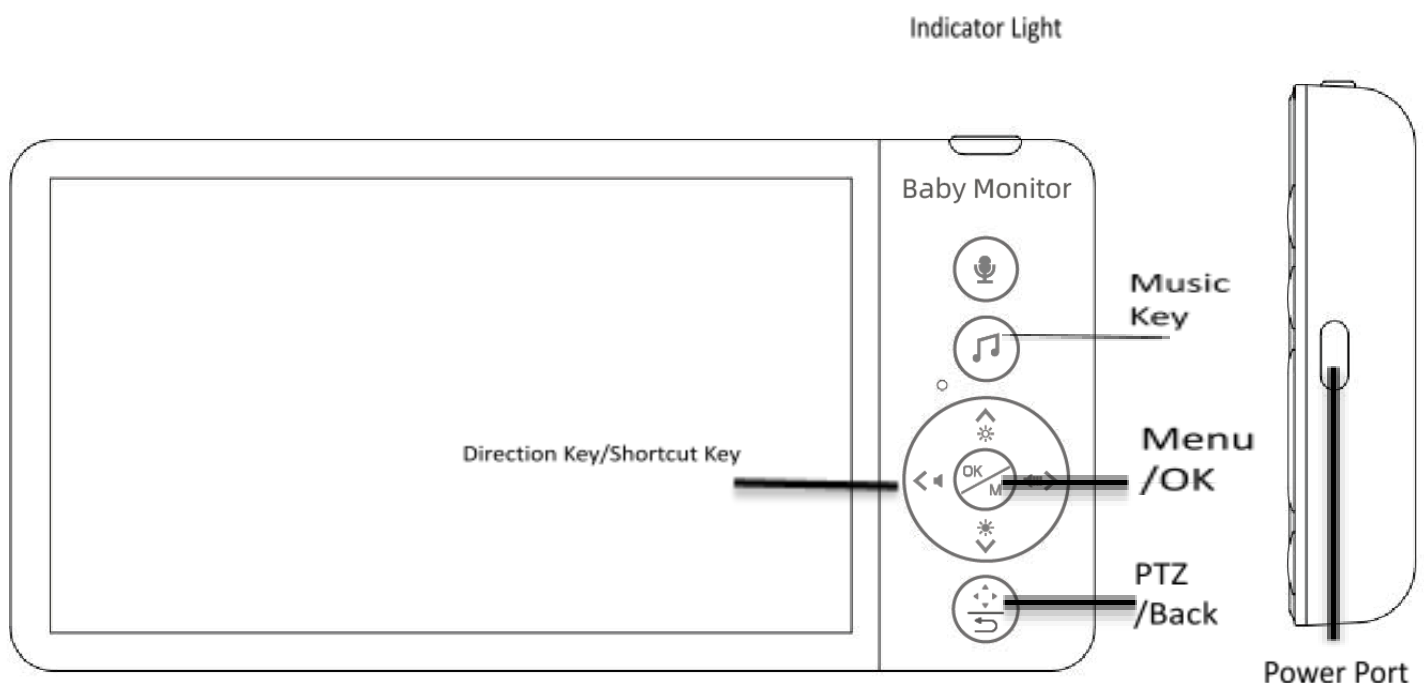 Indicator Light
Baby Monitor
Music
Key
Direction Key/Shortcut Key
OK
M
Menu
/OK
PTZ
/Back
Power Port